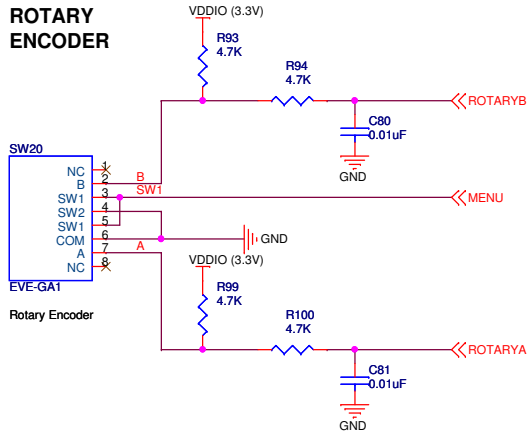 ROTARY
ENCODER
VDDIO (3.3V)
R93
4.7K
R94
4.7K
ROTARYB
C80
0.01uF
GND
SW20
NC 1
B 2 B
SW1 3 SW1
MENU
SW2 4
SW1 5
COM 6
GND
A 7 A
NC 8
EVE-GA1
Rotary Encoder
VDDIO (3.3V)
R99
4.7K
R100
4.7K
ROTARYA
C81
0.01uF
GND